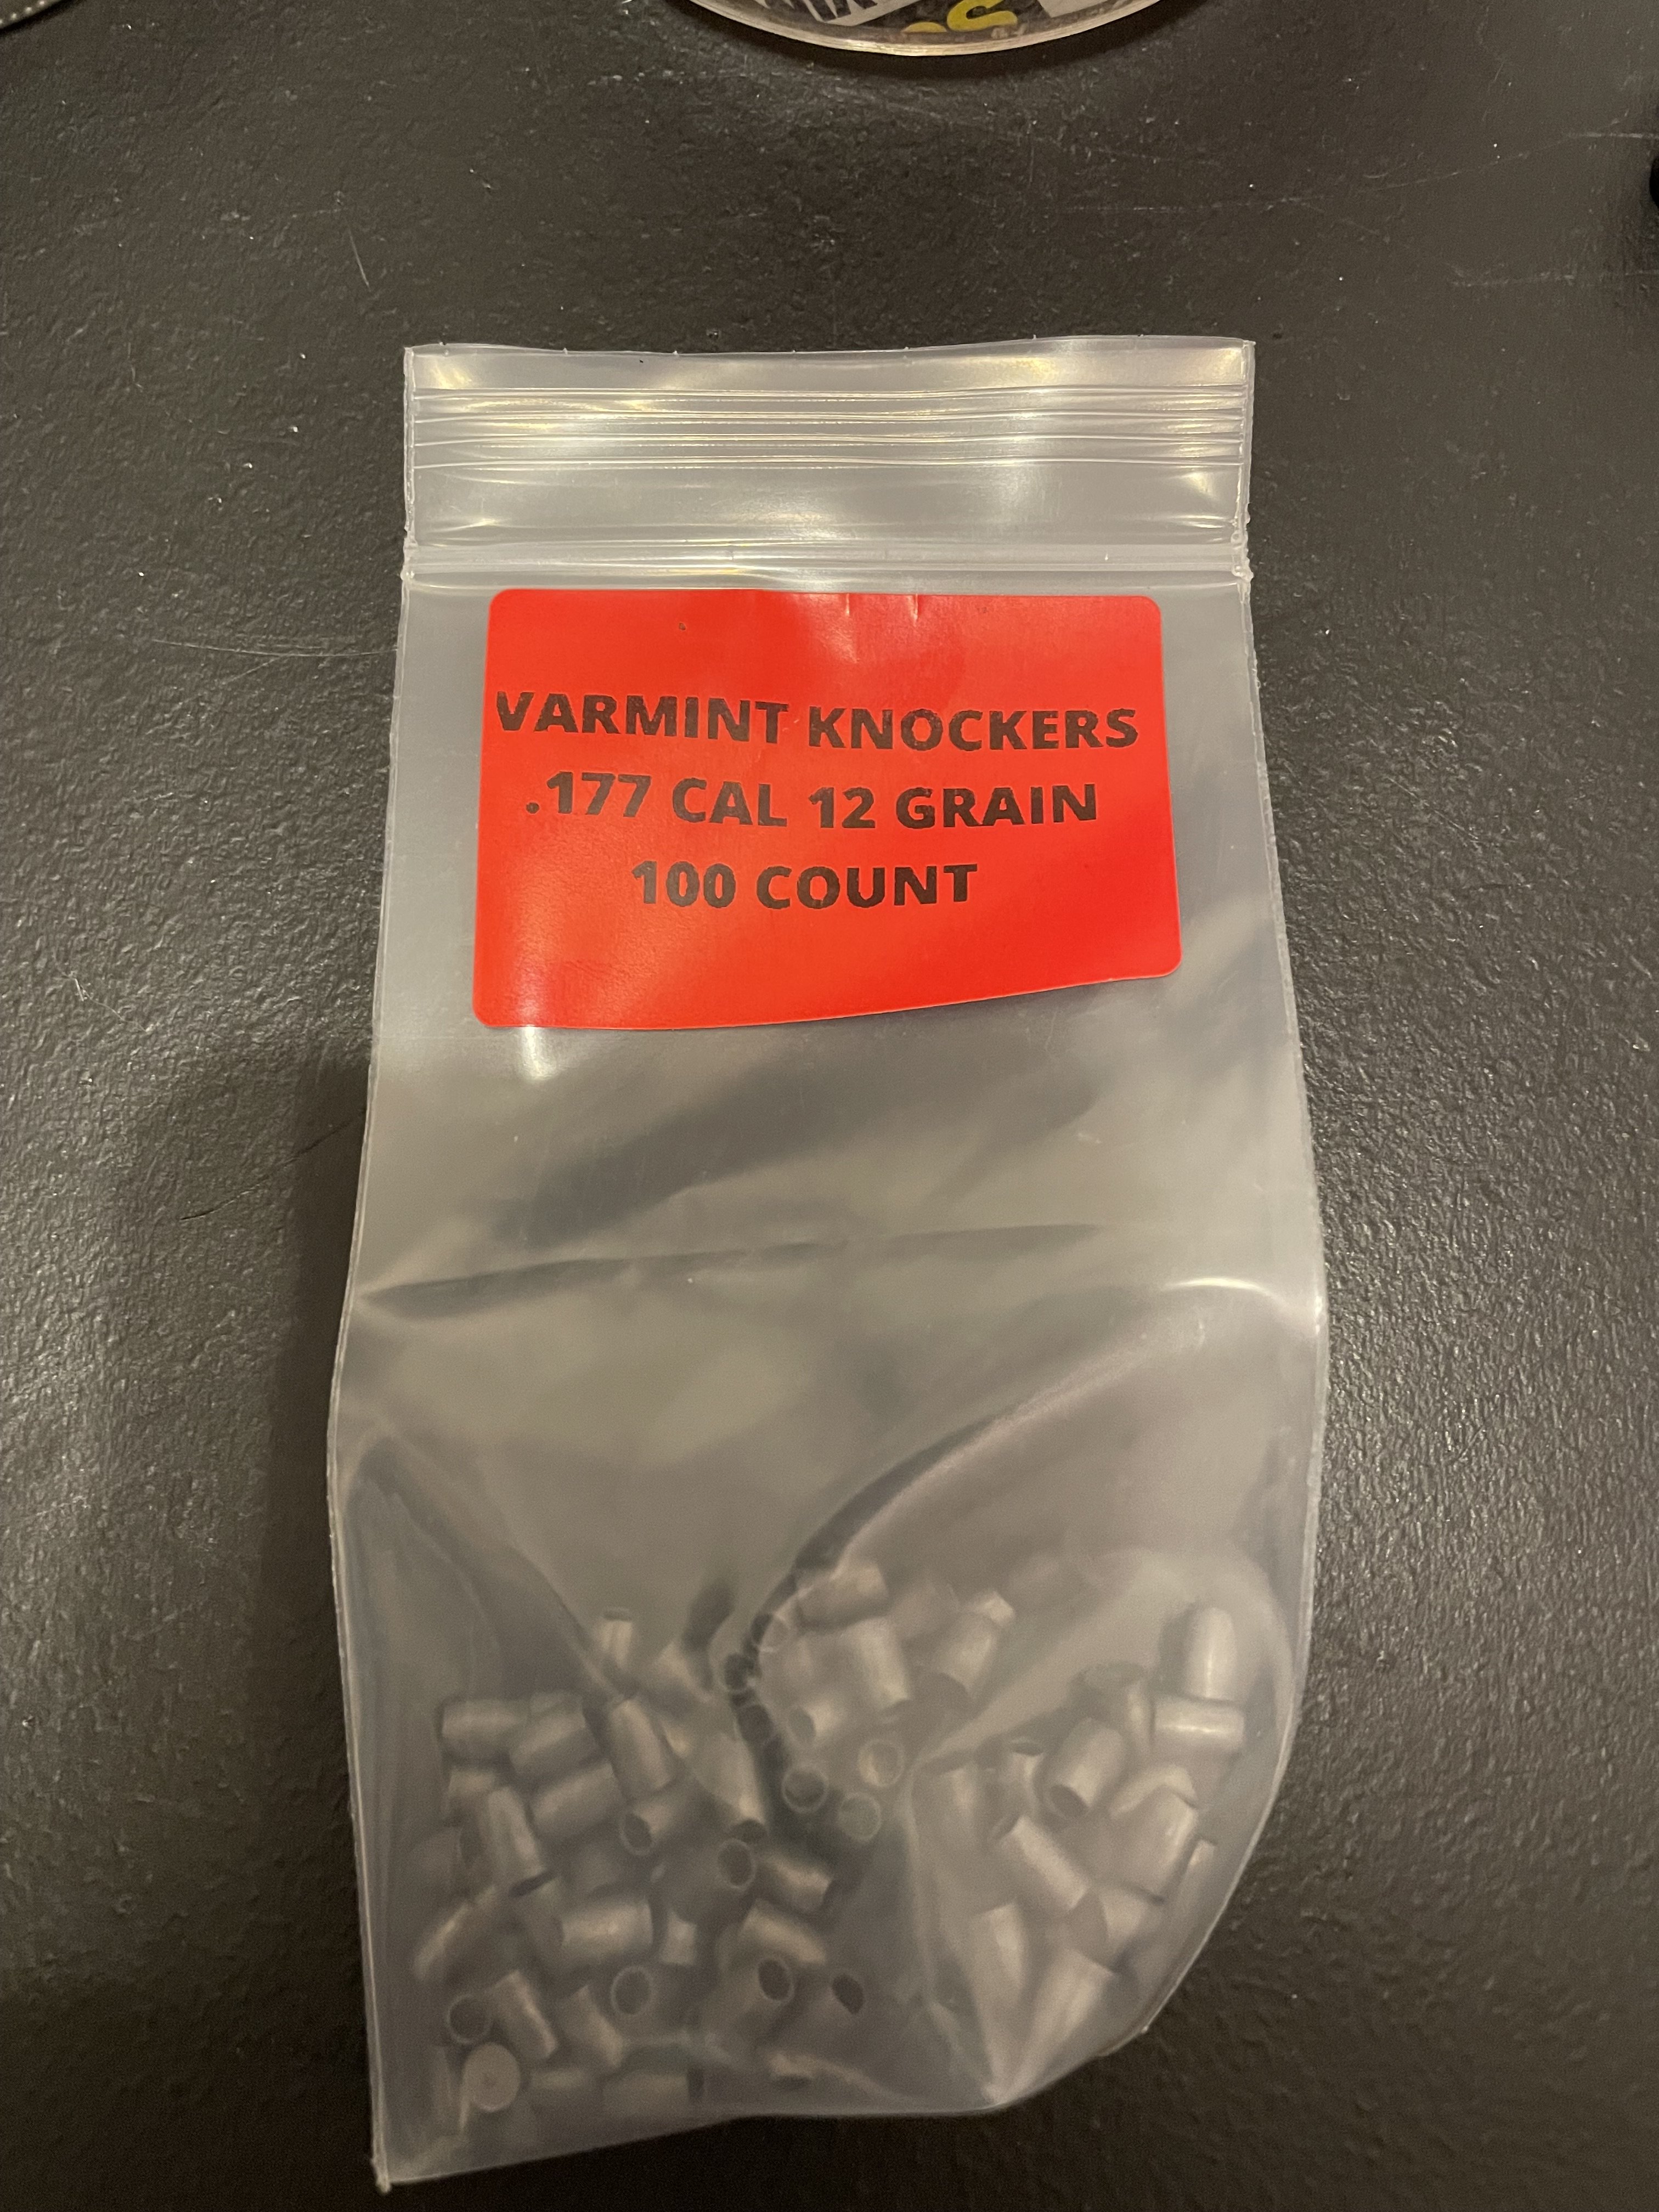 VARMINT KNOCKERS
.177 CAL 12 GRAIN
100 COUNT